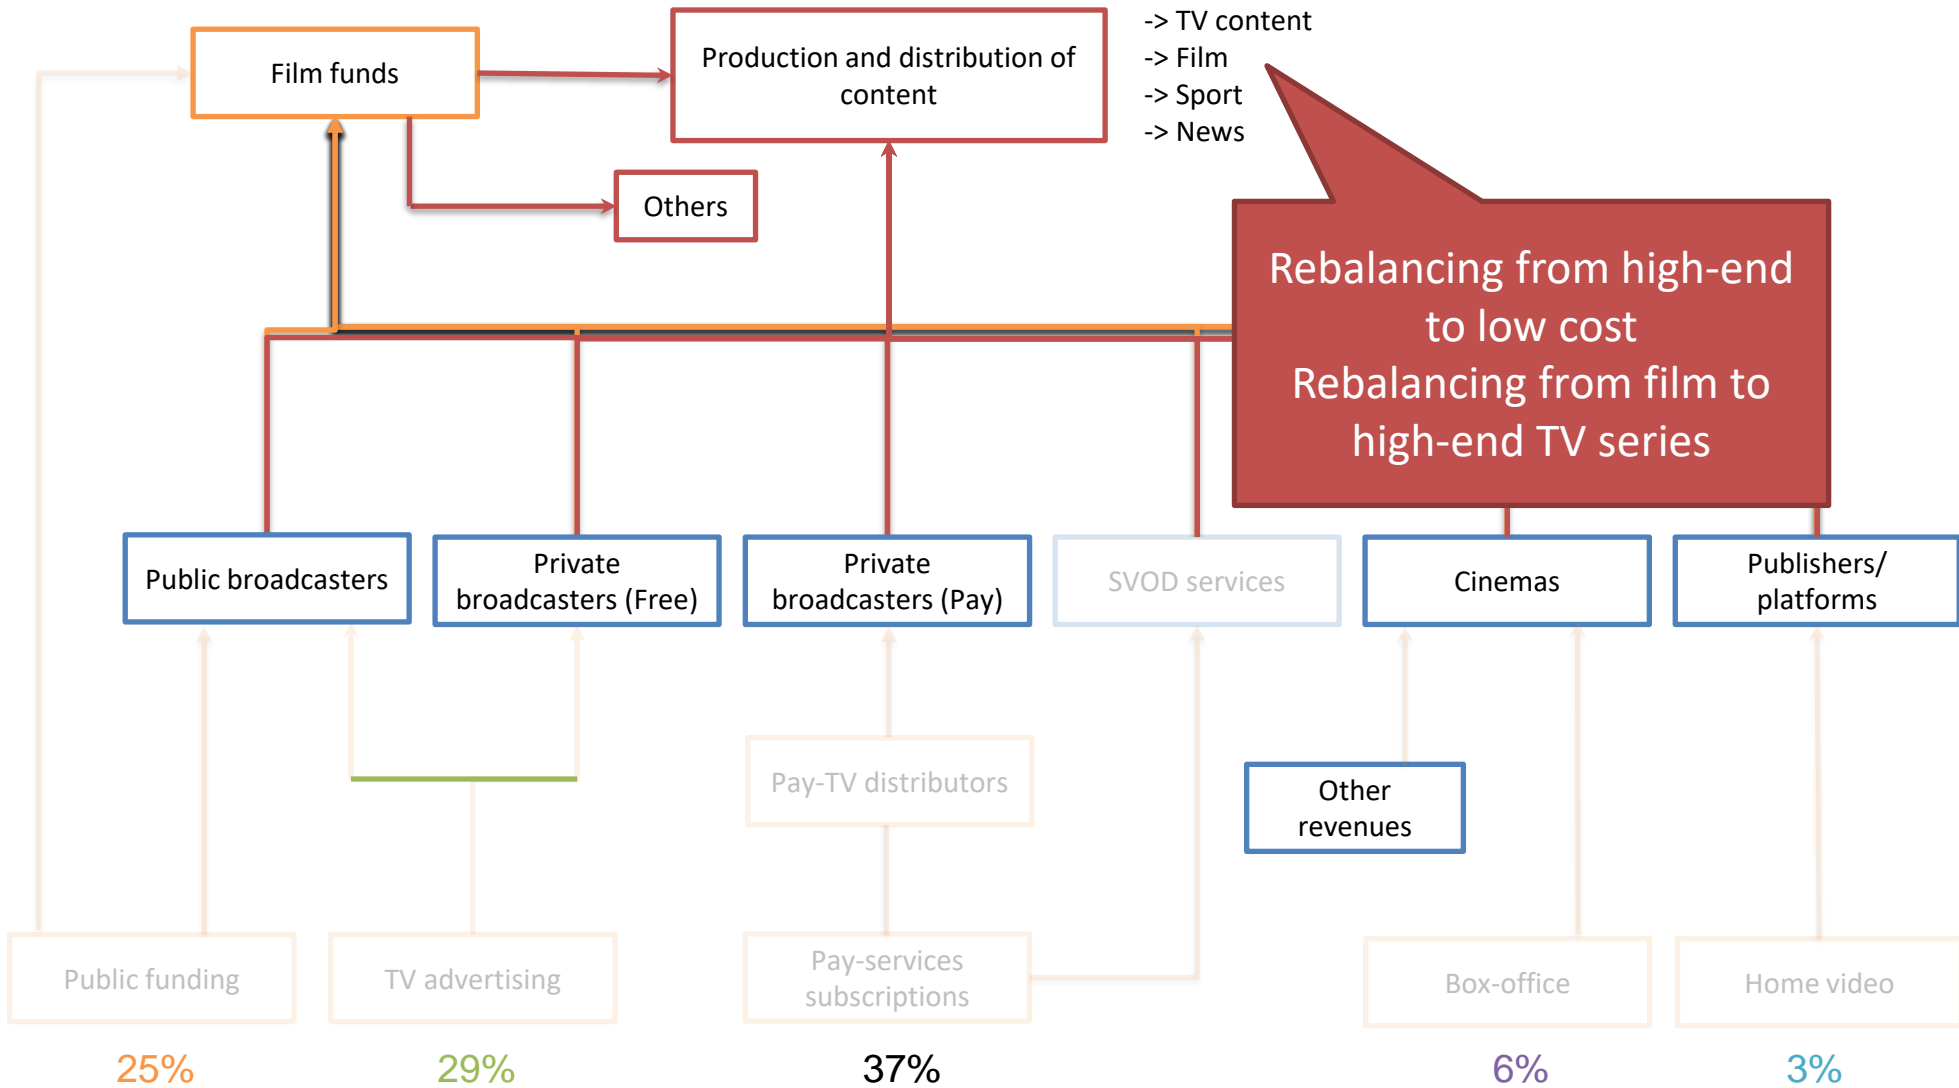 Film funds
Production and distribution of
content
-> TV content
-> Film
-> Sport
-> News
Others
Rebalancing from high-end
to low cost
Rebalancing from film to
high-end TV series
Public broadcasters
Private
broadcasters (Free)
Private
broadcasters (Pay)
SVOD services
Cinemas
Publishers/
platforms
Pay-TV distributors
Other
revenues
Public funding
TV advertising
Pay-services
subscriptions
Box-office
Home video
25%
29%
37%
6%
3%